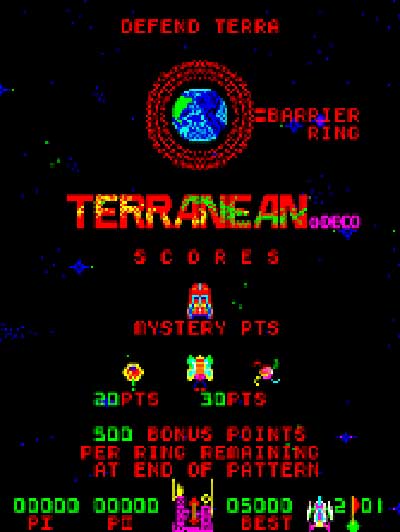 DEFEND TERRA
=BARRIER
RING
TERRANEAN ©DECO
SCORES
MYSTERY PTS
20PTS 30PTS
500 BONUS POINTS
PER RING REMAINING
AT END OF PATTERN
00000 00000 05000 2 01
P1 P2 BEST